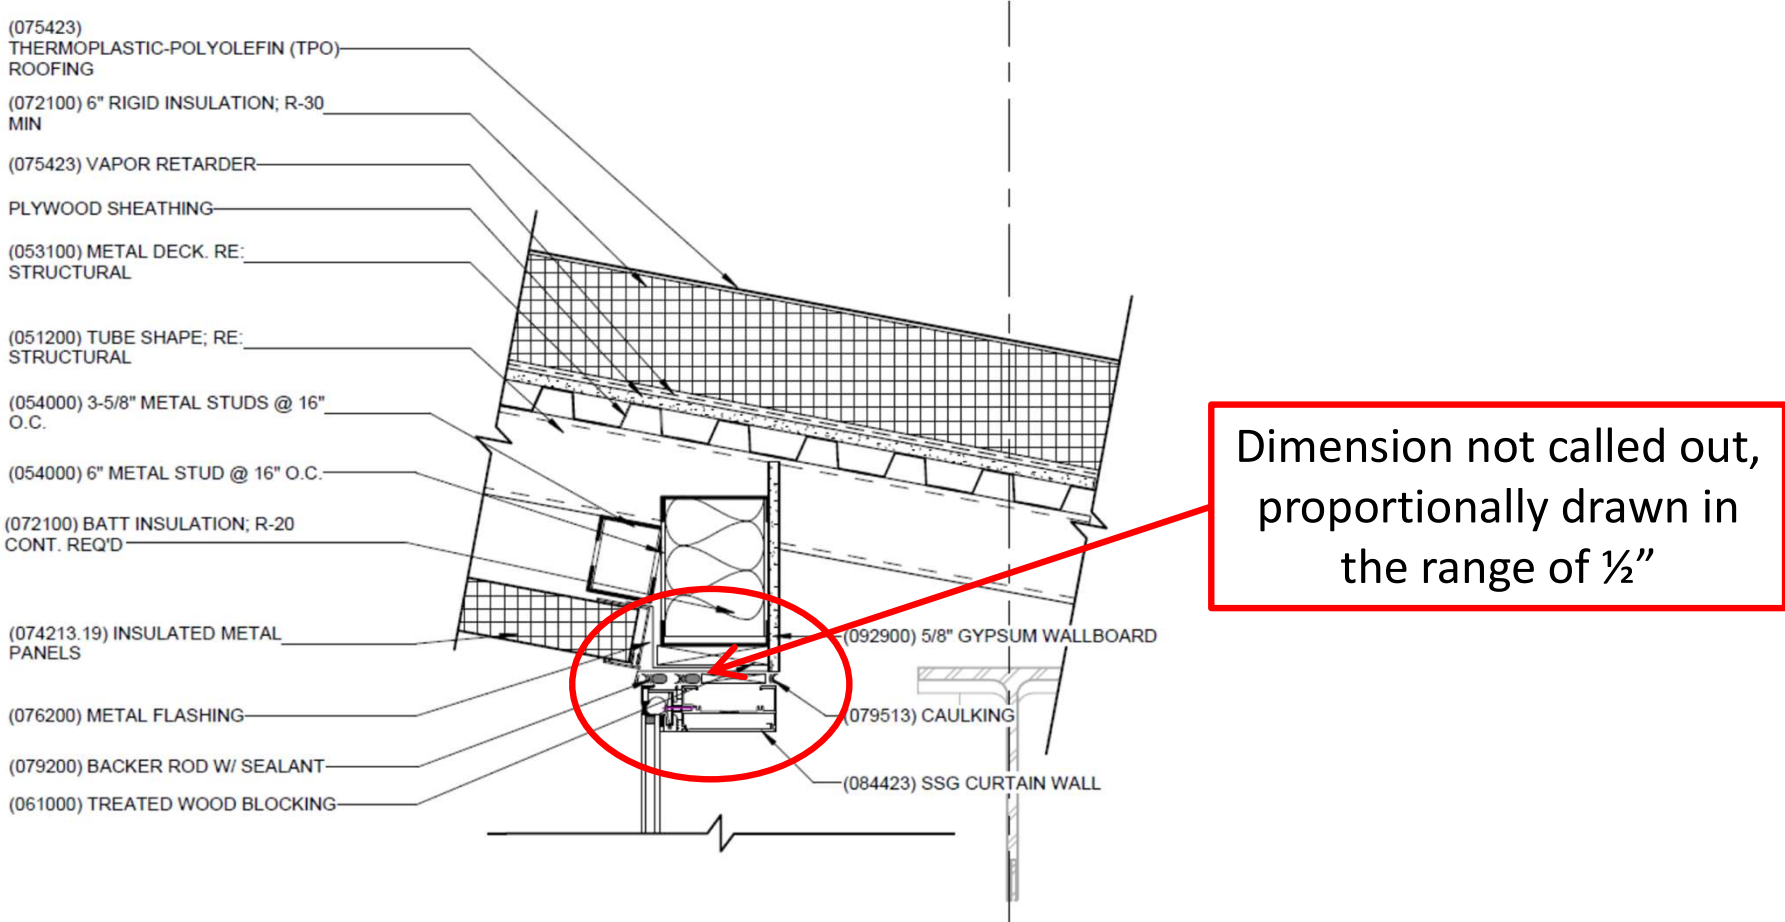 (075423)
THERMOPLASTIC-POLYOLEFIN (TPO)
ROOFING
(072100) 6" RIGID INSULATION; R-30
MIN
(075423) VAPOR RETARDER
PLYWOOD SHEATHING
(053100) METAL DECK. RE:
STRUCTURAL
(051200) TUBE SHAPE; RE:
STRUCTURAL
(054000) 3-5/8" METAL STUDS @ 16"
O.C.
(054000) 6" METAL STUD @ 16" O.C.
(072100) BATT INSULATION; R-20
CONT. REQ'D
(074213.19) INSULATED METAL
PANELS
(076200) METAL FLASHING
(079200) BACKER ROD W/ SEALANT
(061000) TREATED WOOD BLOCKING
(092900) 5/8" GYPSUM WALLBOARD
(079513) CAULKING
(084423) SSG CURTAIN WALL
Dimension not called out,
proportionally drawn in
the range of ½”